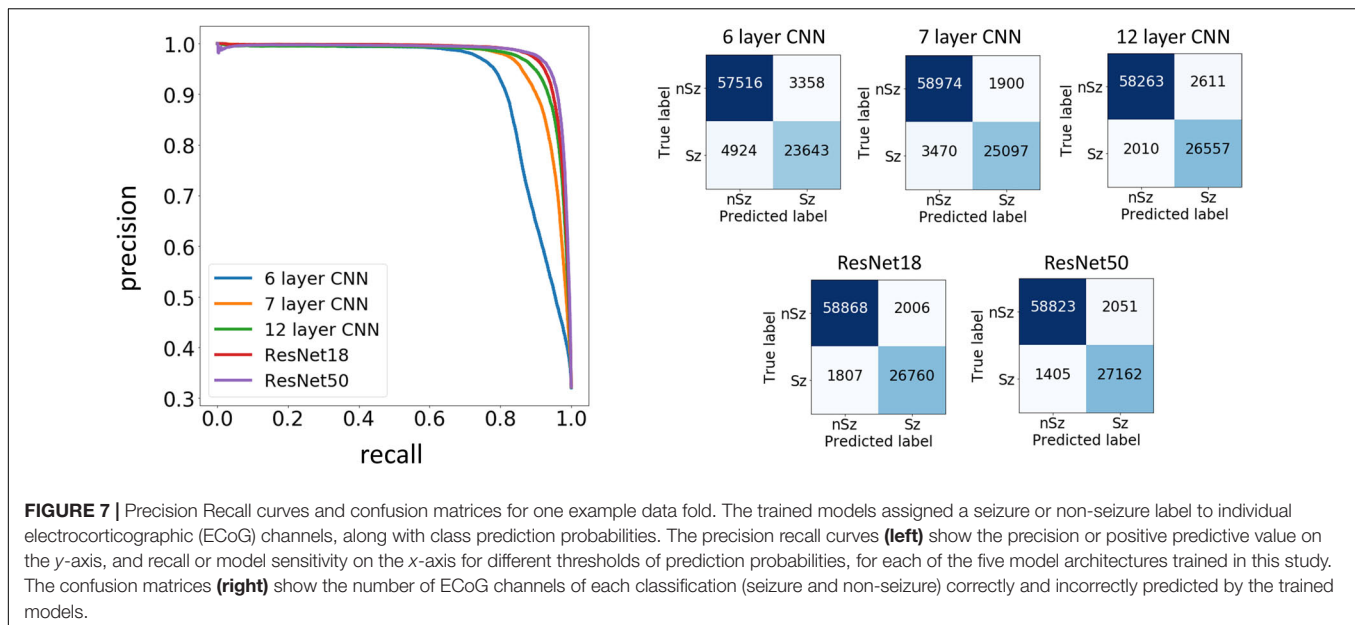 precision
1.0
0.9
0.8
0.7
0.6
0.5
0.4
0.3
6 layer CNN
7 layer CNN
12 layer CNN
ResNet18
ResNet50
0.0 0.2 0.4 0.6 0.8 1.0
recall
6 layer CNN
True label
nSz 57516 3358
Sz 4924 23643
nSz Sz
Predicted label
7 layer CNN
True label
nSz 58974 1900
Sz 3470 25097
nSz Sz
Predicted label
12 layer CNN
True label
nSz 58263 2611
Sz 2010 26557
nSz Sz
Predicted label
ResNet18
True label
nSz 58868 2006
Sz 1807 26760
nSz Sz
Predicted label
ResNet50
True label
nSz 58823 2051
Sz 1405 27162
nSz Sz
Predicted label
FIGURE 7 | Precision Recall curves and confusion matrices for one example data fold. The trained models assigned a seizure or non-seizure label to individual
electrocorticographic (ECoG) channels, along with class prediction probabilities. The precision recall curves (left) show the precision or positive predictive value on
the y-axis, and recall or model sensitivity on the x-axis for different thresholds of prediction probabilities, for each of the five model architectures trained in this study.
The confusion matrices (right) show the number of ECoG channels of each classification (seizure and non-seizure) correctly and incorrectly predicted by the trained
models.